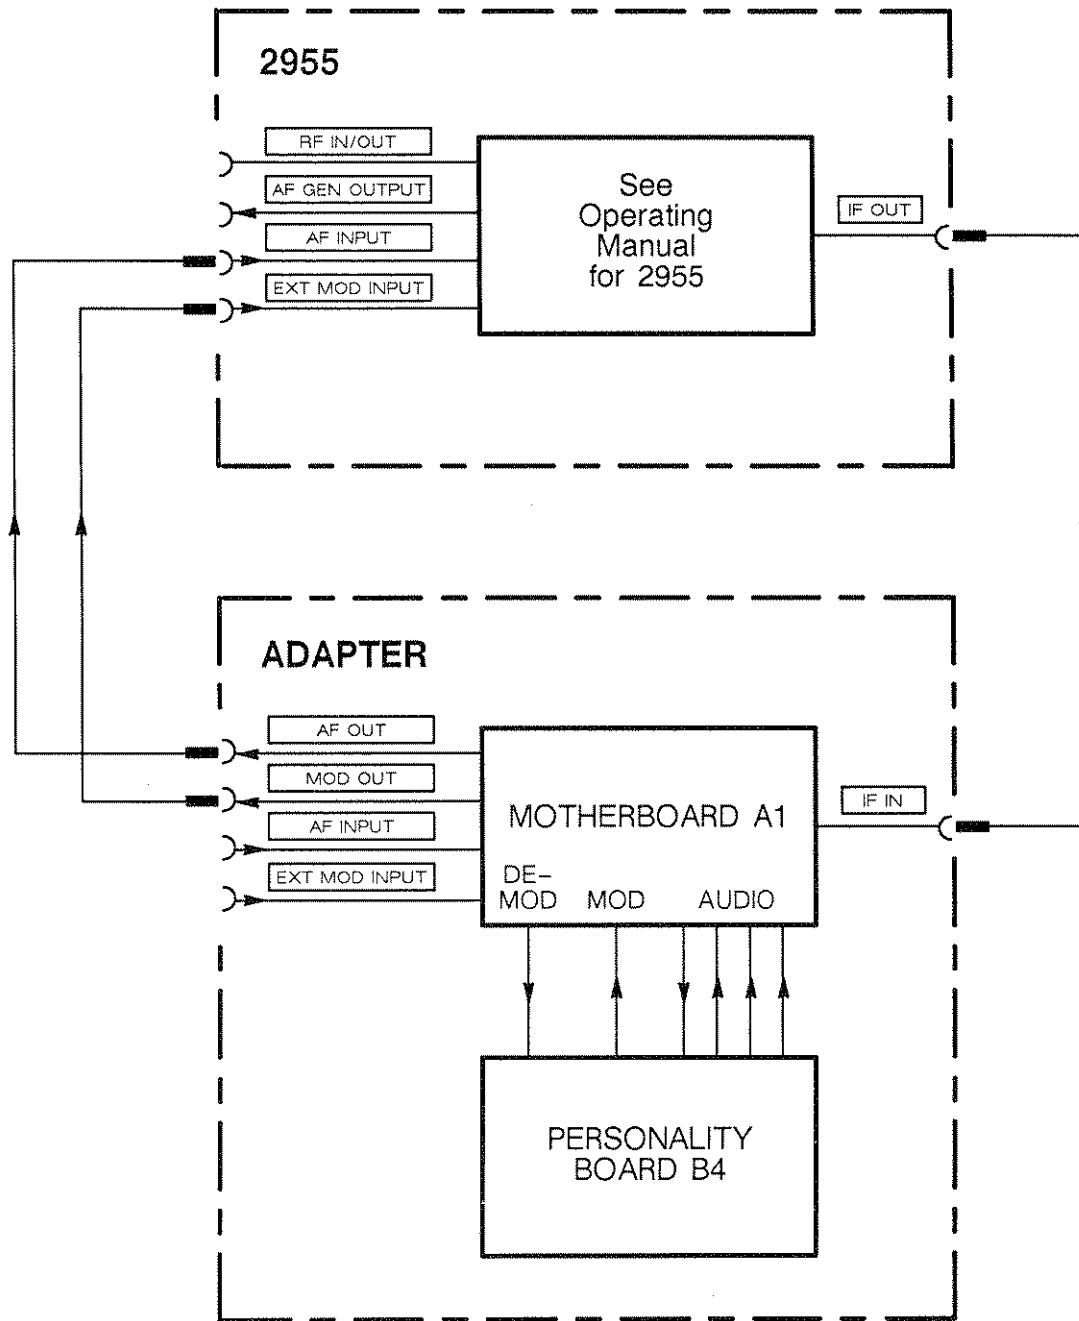 2955
RF IN/OUT
AF GEN OUTPUT
AF INPUT
EXT MOD INPUT
See
Operating
Manual
for 2955
IF OUT
ADAPTER
AF OUT
MOD OUT
AF INPUT
EXT MOD INPUT
MOTHERBOARD A1
DE-
MOD MOD AUDIO
IF IN
PERSONALITY
BOARD B4